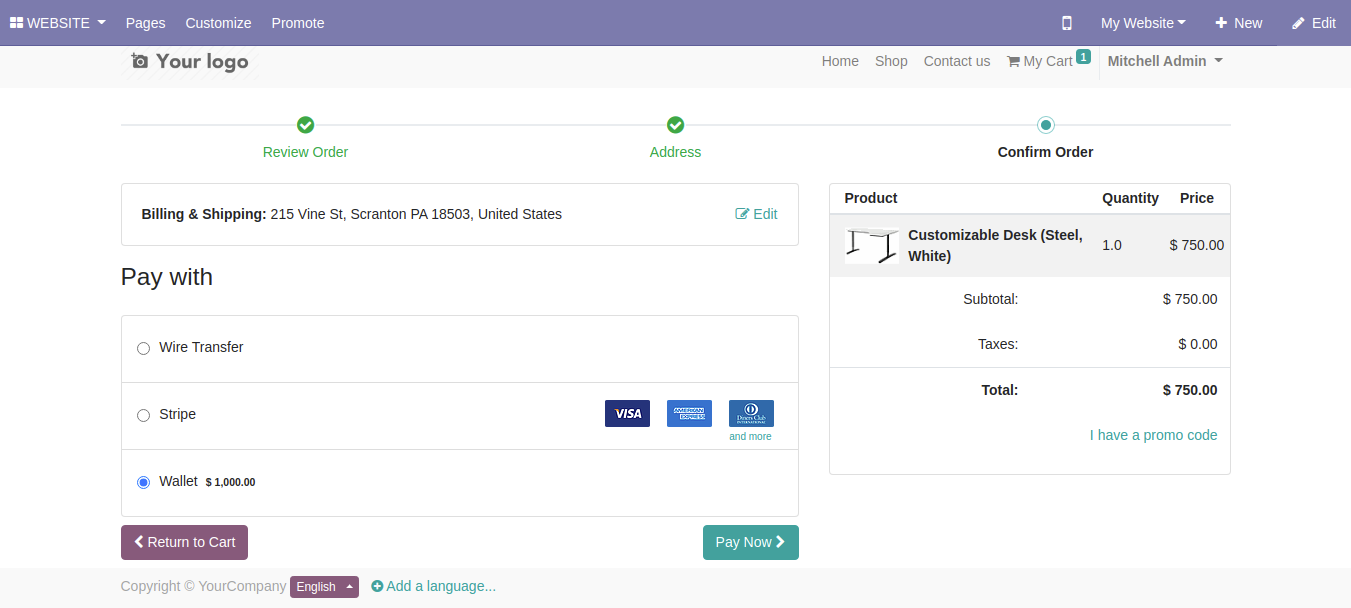 WEBSITE Pages Customize Promote My Website New Edit
Your logo Home Shop Contact us My Cart 1 Mitchell Admin
Review Order Address Confirm Order
Billing & Shipping: 215 Vine St, Scranton PA 18503, United States Edit
Pay with
Wire Transfer
Stripe VISA AMERICAN EXPRESS Diners Club INTERNATIONAL
and more
Wallet $ 1,000.00
Return to Cart Pay Now
Product Quantity Price
Customizable Desk (Steel,
White) 1.0 $ 750.00
Subtotal: $ 750.00
Taxes: $ 0.00
Total: $ 750.00
I have a promo code
Copyright © YourCompany English Add a language...